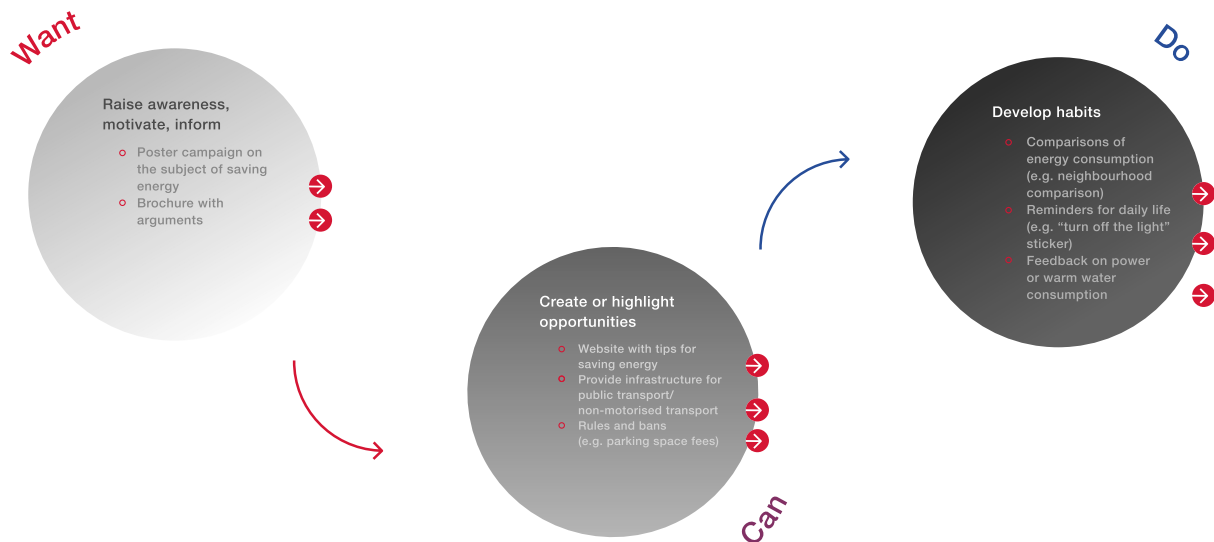 Want
Raise awareness,
motivate, inform
Poster campaign on
the subject of saving
energy
Brochure with
arguments
Create or highlight
opportunities
Website with tips for
saving energy
Provide infrastructure for
public transport/
non-motorised transport
Rules and bans
(e.g. parking space fees)
Can
Do
Develop habits
Comparisons of
energy consumption
(e.g. neighbourhood
comparison)
Reminders for daily life
(e.g. “turn off the light”
sticker)
Feedback on power
or warm water
consumption